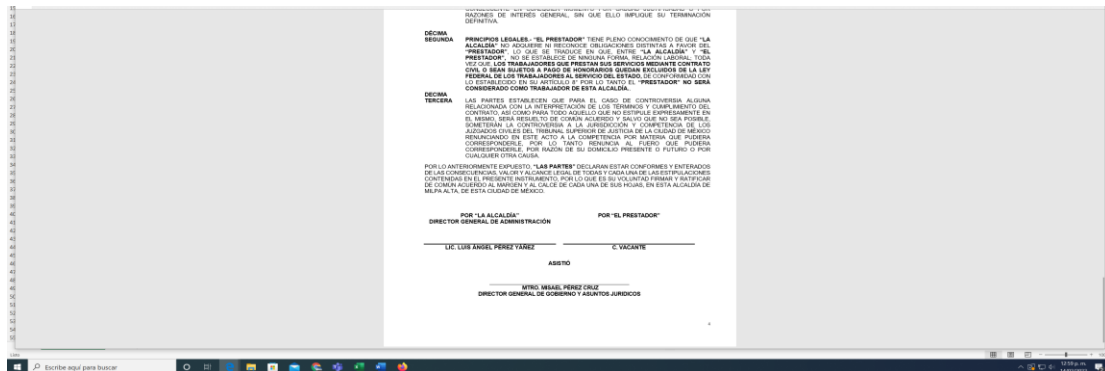 RAZONES DE INTERÉS GENERAL, SIN QUE ELLO IMPLIQUE SU TERMINACIÓN
DEFINITIVA.
DÉCIMA
SEGUNDA PRINCIPIOS LEGALES.- "EL PRESTADOR" TIENE PLENO CONOCIMIENTO DE QUE "LA
ALCALDÍA" NO ADQUIERE NI RECONOCE OBLIGACIONES DISTINTAS A FAVOR DEL
"PRESTADOR", LO QUE SE TRADUCE EN QUE, ENTRE "LA ALCALDÍA" Y "EL
PRESTADOR", NO SE ESTABLECE DE NINGUNA FORMA, RELACIÓN LABORAL, TODA
VEZ QUE, LOS TRABAJADORES QUE PRESTAN SUS SERVICIOS MEDIANTE CONTRATO
CIVIL O SEAN SUJETOS A PAGO DE HONORARIOS QUEDAN EXCLUIDOS DE LA LEY
FEDERAL DE LOS TRABAJADORES AL SERVICIO DEL ESTADO, DE CONFORMIDAD CON
LO ESTABLECIDO EN SU ARTÍCULO 8° POR LO TANTO EL "PRESTADOR" NO SERÁ
CONSIDERADO COMO TRABAJADOR DE ESTA ALCALDÍA.
DECIMA
TERCERA LAS PARTES ESTABLECEN QUE PARA EL CASO DE CONTROVERSIA ALGUNA
RELACIONADA CON LA INTERPRETACIÓN DE LOS TÉRMINOS Y CUMPLIMIENTO DEL
CONTRATO, ASÍ COMO PARA TODO AQUELLO QUE NO ESTIPULE EXPRESAMENTE EN
EL MISMO, SERÁ RESUELTO DE COMÚN ACUERDO Y SALVO QUE NO SEA POSIBLE,
SOMETERÁN LA CONTROVERSIA A LA JURISDICCIÓN Y COMPETENCIA DE LOS
JUZGADOS CIVILES DEL TRIBUNAL SUPERIOR DE JUSTICIA DE LA CIUDAD DE MÉXICO
RENUNCIANDO EN ESTE ACTO A LA COMPETENCIA POR MATERIA QUE PUDIERA
CORRESPONDERLE, POR LO TANTO RENUNCIA AL FUERO QUE PUDIERA
CORRESPONDERLE, POR RAZÓN DE SU DOMICILIO PRESENTE O FUTURO O POR
CUALQUIER OTRA CAUSA.
POR LO ANTERIORMENTE EXPUESTO, "LAS PARTES" DECLARAN ESTAR CONFORMES Y ENTERADOS
DE LAS CONSECUENCIAS, VALOR Y ALCANCE LEGAL DE TODAS Y CADA UNA DE LAS ESTIPULACIONES
CONTENIDAS EN EL PRESENTE INSTRUMENTO, POR LO QUE ES SU VOLUNTAD FIRMAR Y RATIFICAR
DE COMÚN ACUERDO AL MARGEN Y AL CALCE DE CADA UNA DE SUS HOJAS, EN ESTA ALCALDÍA DE
MILPA ALTA, DE ESTA CIUDAD DE MÉXICO.
POR "LA ALCALDÍA" POR "EL PRESTADOR"
DIRECTOR GENERAL DE ADMINISTRACIÓN
LIC. LUIS ANGEL PÉREZ YAÑEZ C. VACANTE
ASISTIÓ
MTRO. MISAEL PÉREZ CRUZ
DIRECTOR GENERAL DE GOBIERNO Y ASUNTOS JURIDICOS
Escribe aquí para buscar